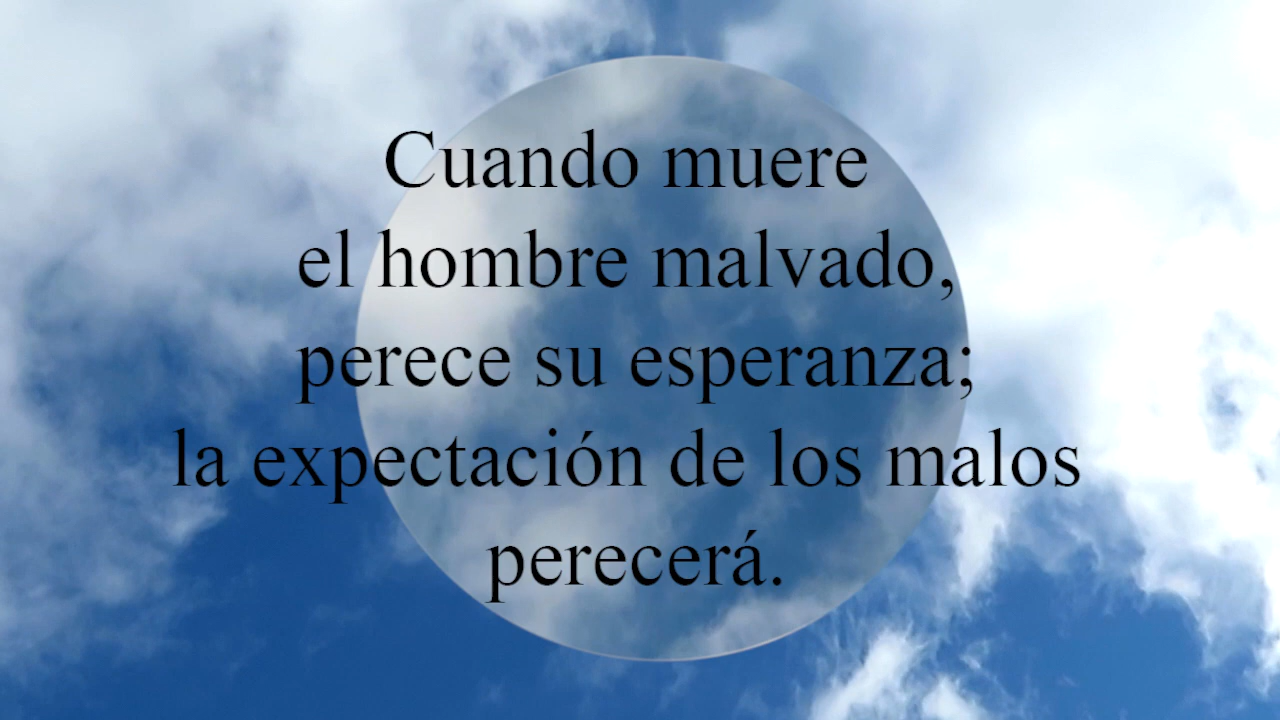 Cuando muere
el hombre malvado,
perece su esperanza;
la expectación de los malos
perecerá.